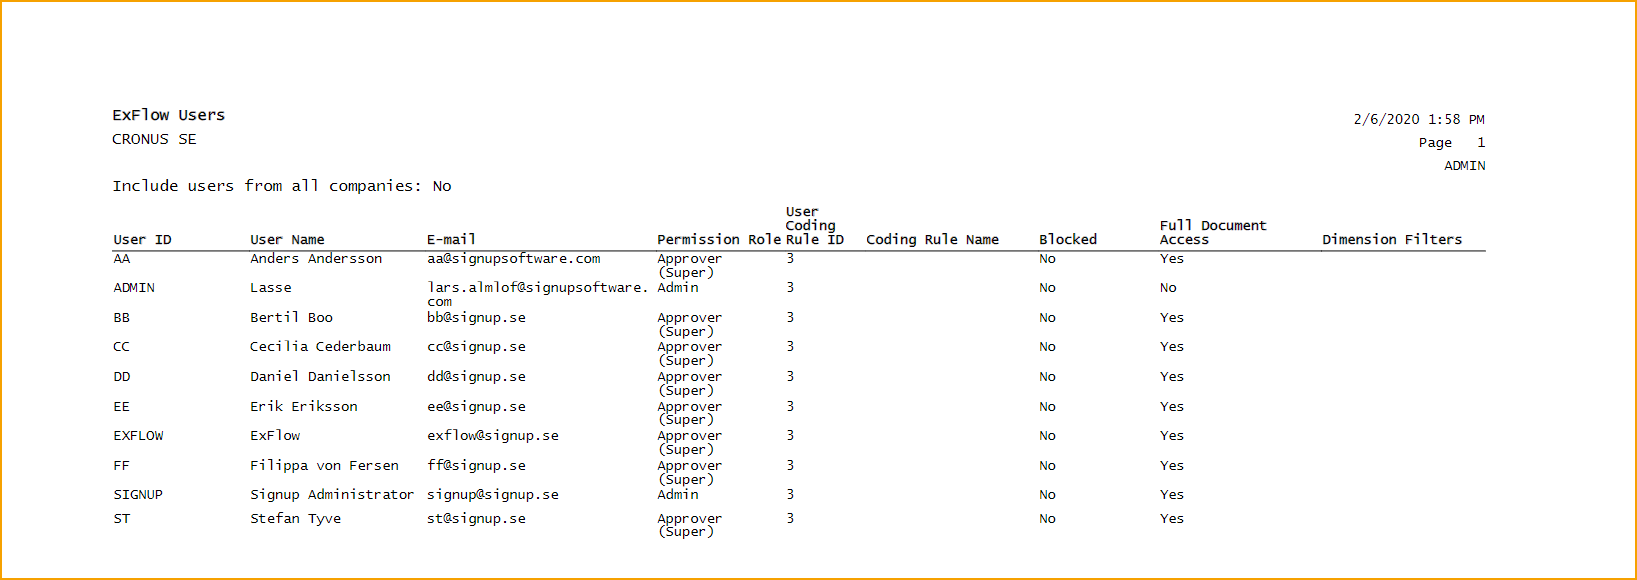 ExFlow Users
2/6/2020 1:58 PM
CRONUS SE
Page 1
ADMIN
Include users from all companies: No
User
Coding Full Document
User ID User Name E-mail Permission Role Rule ID Coding Rule Name Blocked Access Dimension Filters
AA Anders Andersson aa@signupsoftware.com Approver 3 No Yes
(Super)
ADMIN Lasse lars.almlof@signupsoftware. Admin 3 No No
com
BB Bertil Boo bb@signup.se Approver 3 No Yes
(Super)
CC Cecilia Cederbaum cc@signup.se Approver 3 No Yes
(Super)
DD Daniel Danielsson dd@signup.se Approver 3 No Yes
(Super)
EE Erik Eriksson ee@signup.se Approver 3 No Yes
(Super)
EXFLOW ExFlow exflow@signup.se Approver 3 No Yes
(Super)
FF Filippa von Fersen ff@signup.se Approver 3 No Yes
(Super)
SIGNUP Signup Administrator signup@signup.se Admin 3 No Yes
ST Stefan Tyve st@signup.se Approver 3 No Yes
(Super)